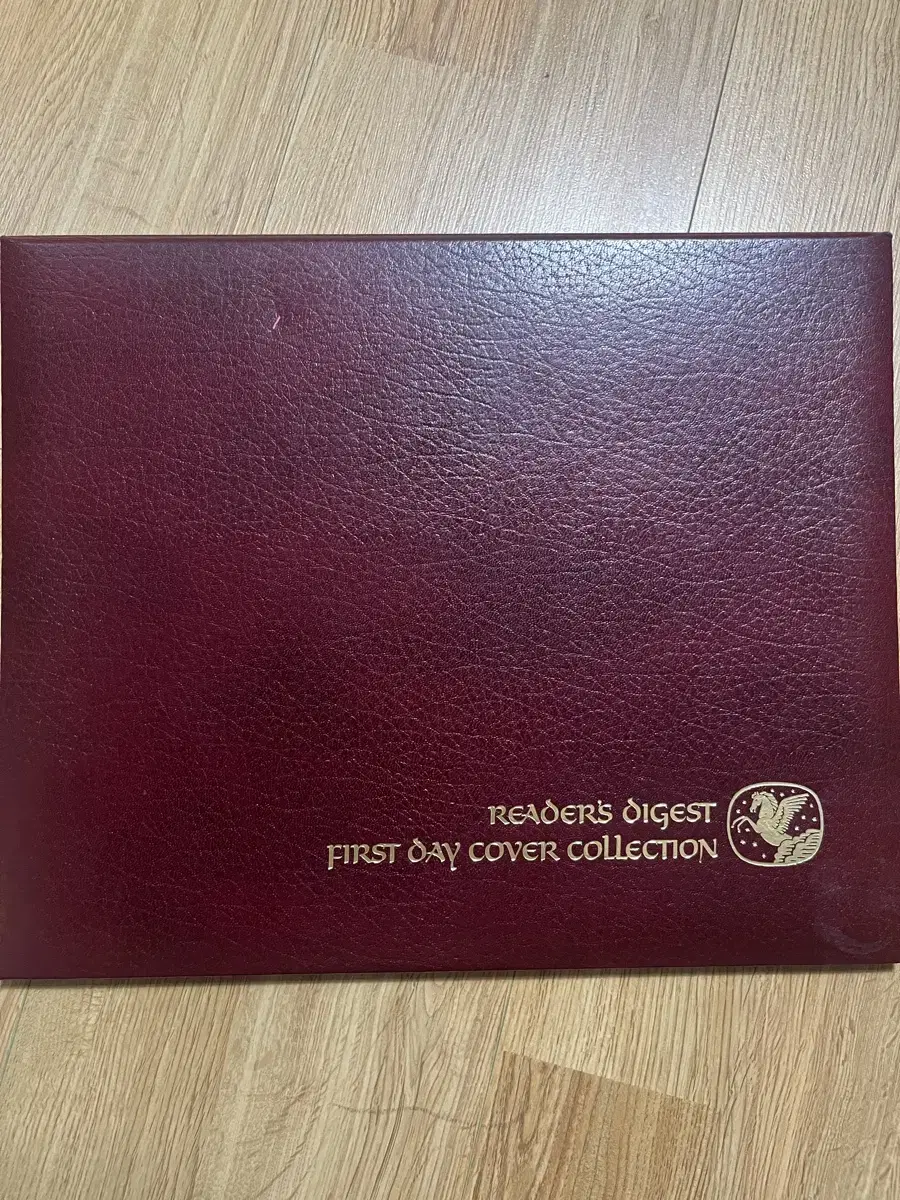 READER'S DIGEST
FIRST DAY COVER COLLECTION